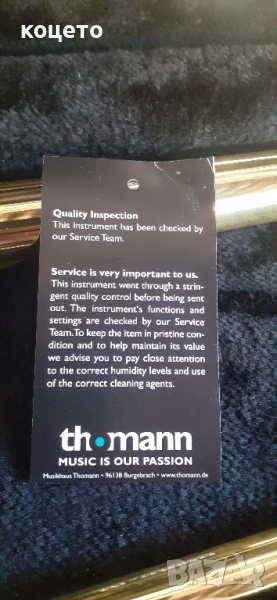 коцето
Quality Inspection
This instrument has been checked by
our Service Team.
Service is very important to us.
This instrument went through a strin-
gent quality control before being sent
out. The instrument's functions and
settings are checked by our Service
Team. To keep the item in pristine con-
dition and to help maintain its value
we advise you to pay close attention
to the correct humidity levels and use
of the correct cleaning agents.
th•mann
MUSIC IS OUR PASSION
Musikhaus Thomann • 96138 Burgebrach • www.thomann.de
bazar